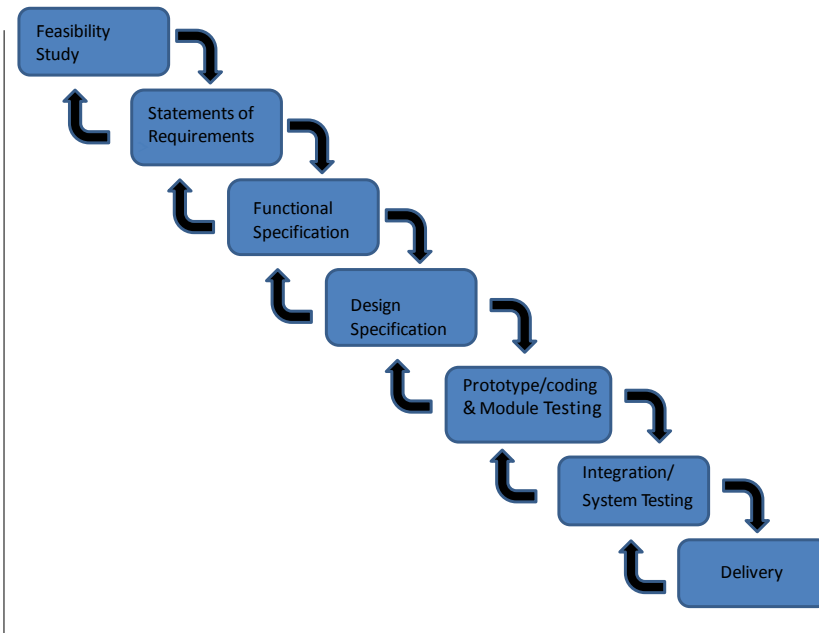 Feasibility
Study
Statements of
Requirements
Functional
Specification
Design
Specification
Prototype/coding
& Module Testing
Integration/
System Testing
Delivery